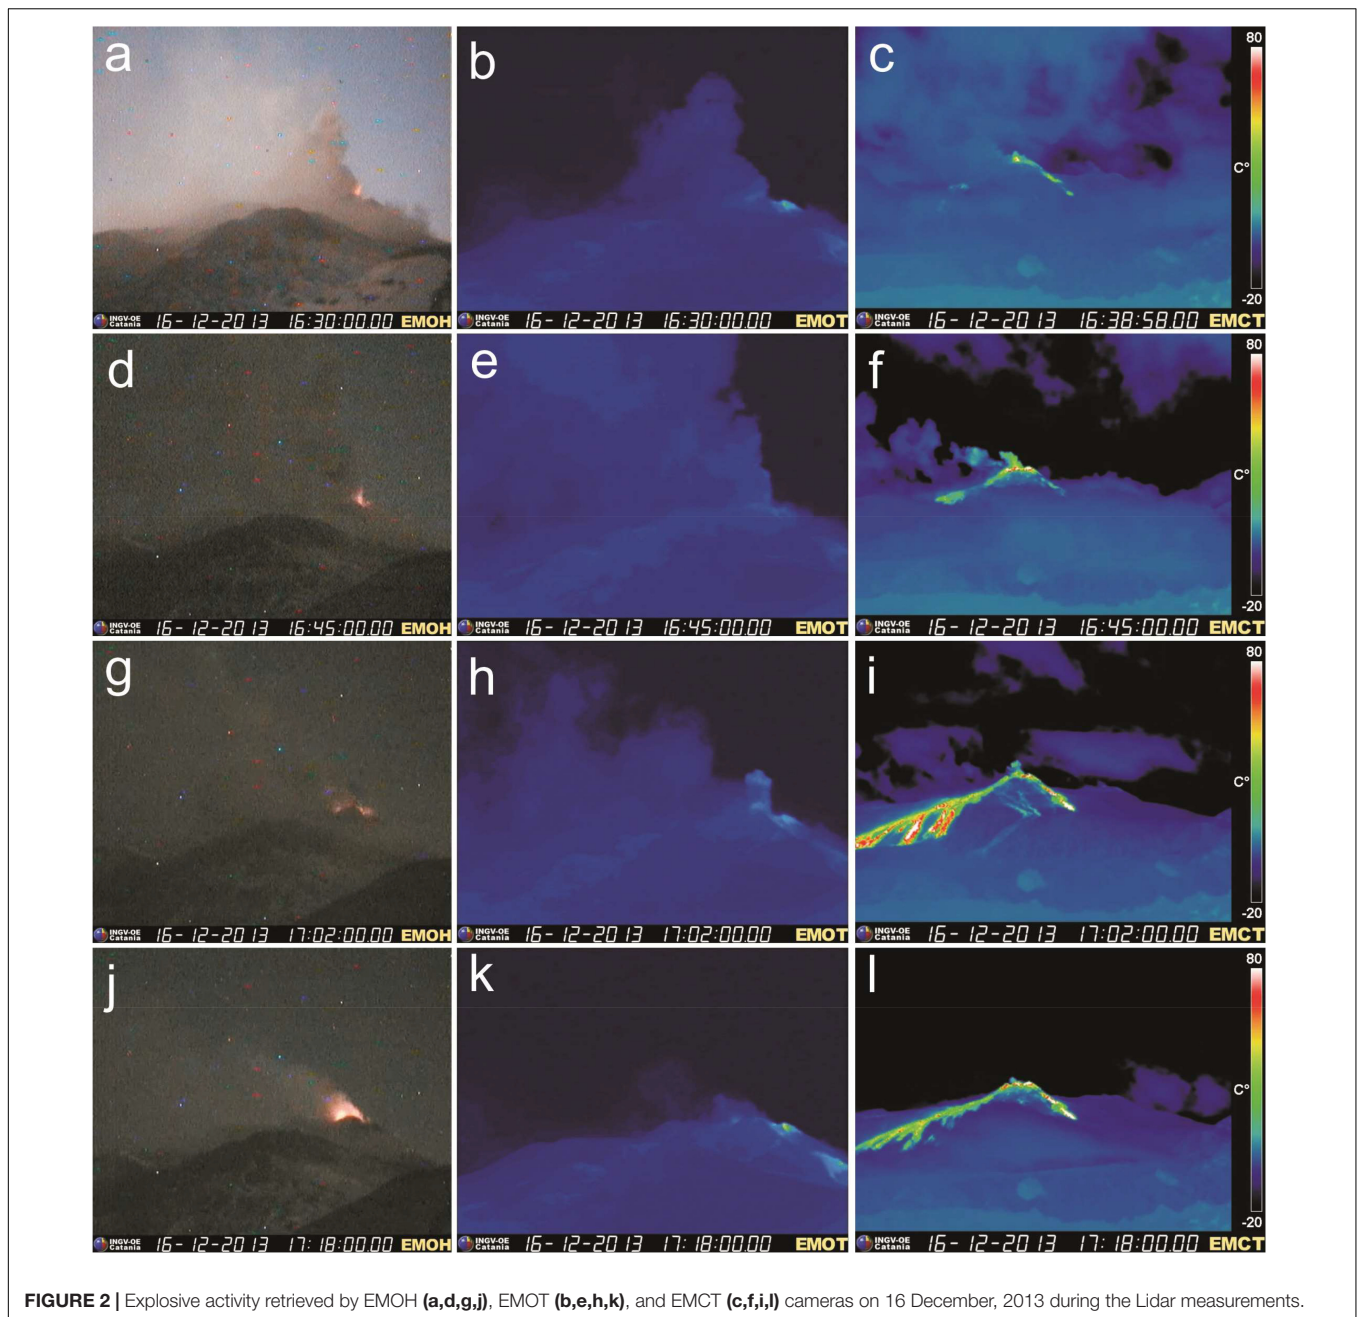 a
b
c
80
C°
-20
INGV-OE
Catania
16-12-2013 16:30:00.00 EMOH
INGV-OE
Catania
16-12-2013 16:30:00.00 EMOT
INGV-OE
Catania
16-12-2013 16:38:58.00 EMCT
d
e
f
80
C°
-20
INGV-OE
Catania
16-12-2013 16:45:00.00 EMOH
INGV-OE
Catania
16-12-2013 16:45:00.00 EMOT
INGV-OE
Catania
16-12-2013 16:45:00.00 EMCT
g
h
i
80
C°
-20
INGV-OE
Catania
16-12-2013 17:02:00.00 EMOH
INGV-OE
Catania
16-12-2013 17:02:00.00 EMOT
INGV-OE
Catania
16-12-2013 17:02:00.00 EMCT
j
k
l
80
C°
-20
INGV-OE
Catania
16-12-2013 17:18:00.00 EMOH
INGV-OE
Catania
16-12-2013 17:18:00.00 EMOT
INGV-OE
Catania
16-12-2013 17:18:00.00 EMCT
FIGURE 2 | Explosive activity retrieved by EMOH (a,d,g,j), EMOT (b,e,h,k), and EMCT (c,f,i,l) cameras on 16 December, 2013 during the Lidar measurements.